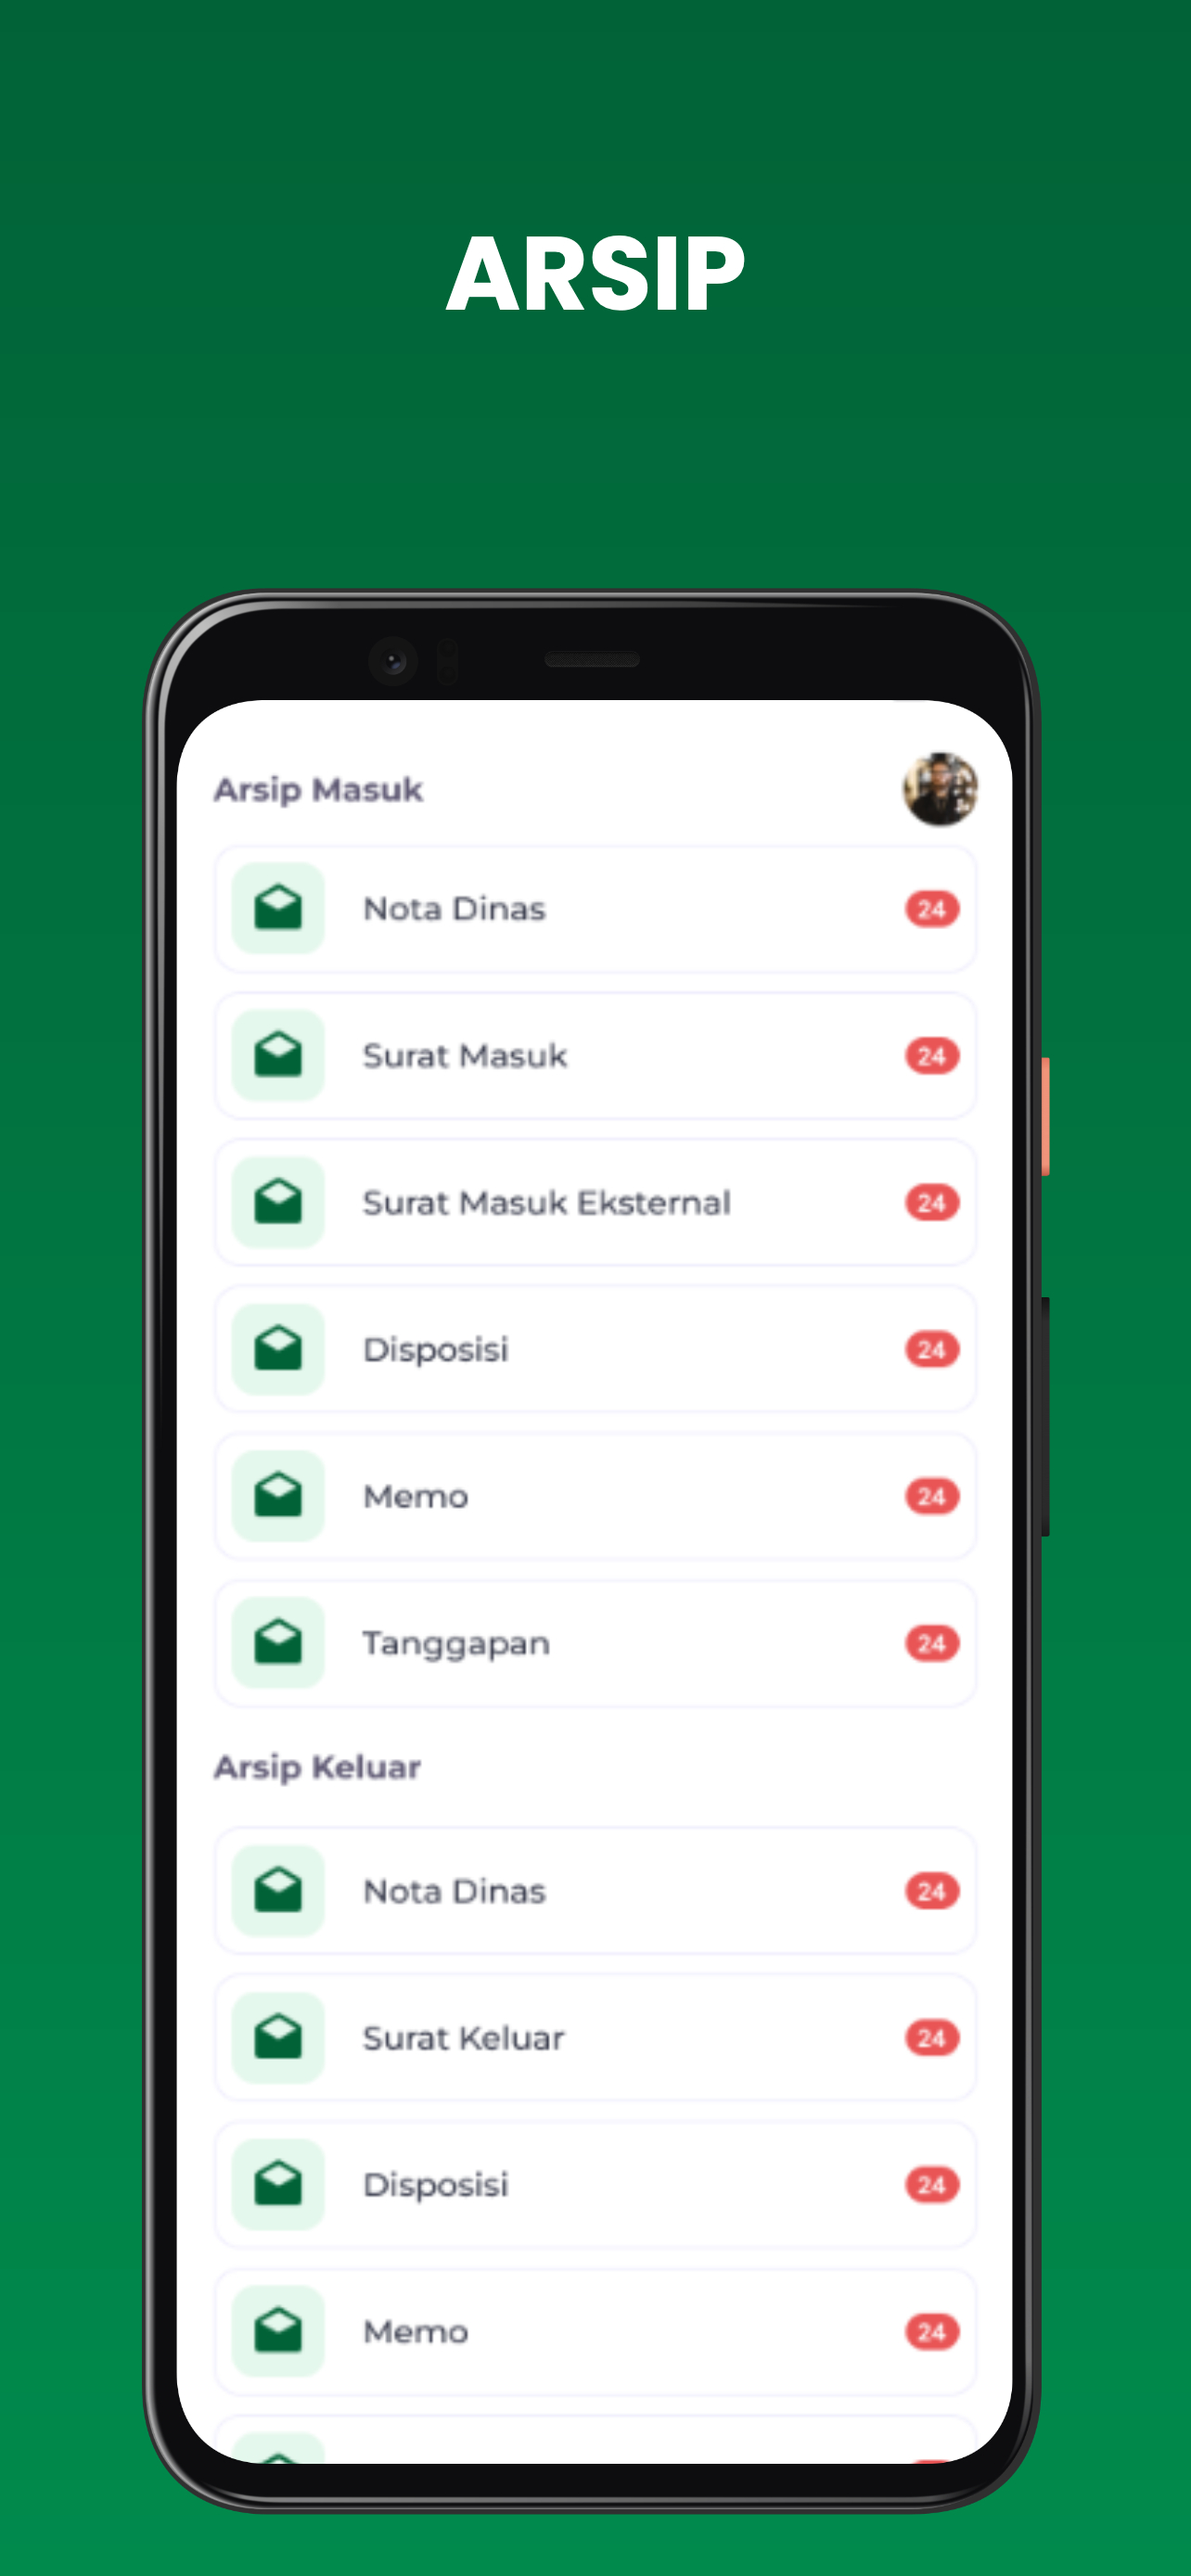 ARSIP
Arsip Masuk
Nota Dinas 24
Surat Masuk 24
Surat Masuk Eksternal 24
Disposisi 24
Memo 24
Tanggapan 24
Arsip Keluar
Nota Dinas 24
Surat Keluar 24
Disposisi 24
Memo 24